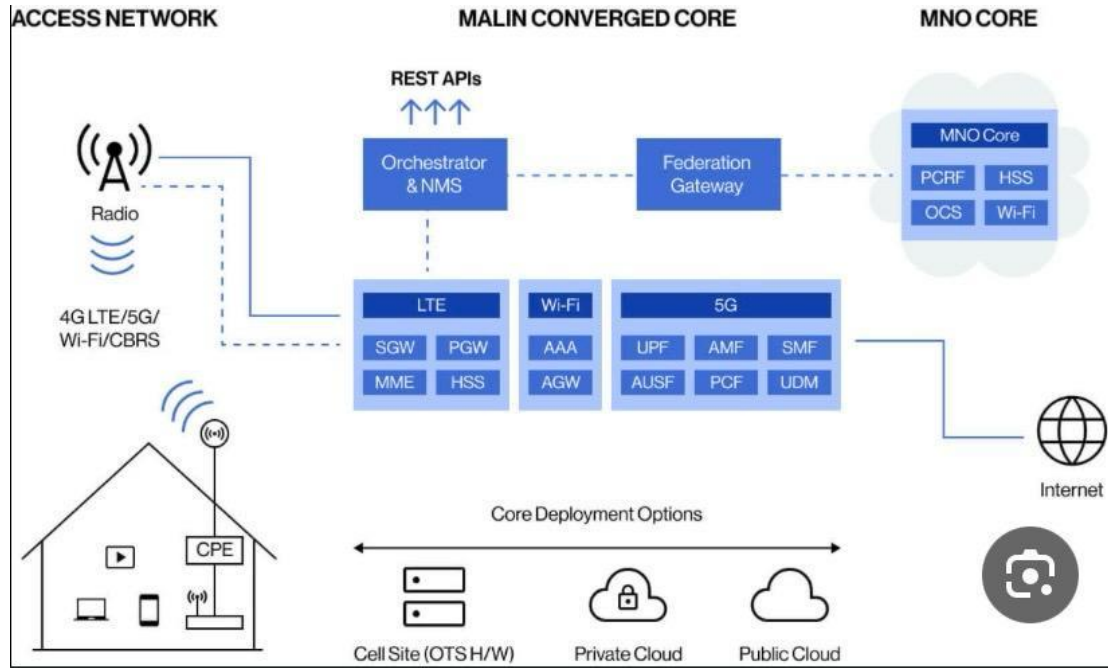 ACCESS NETWORK
MALIN CONVERGED CORE
MNO CORE
REST APIs
Orchestrator
& NMS
Federation
Gateway
MNO Core
PCRF
HSS
OCS
Wi-Fi
Radio
4G LTE/5G/
Wi-Fi/CBRS
LTE
SGW
PGW
MME
HSS
Wi-Fi
AAA
AGW
5G
UPF
AMF
SMF
AUSF
PCF
UDM
Internet
CPE
Core Deployment Options
Cell Site (OTS H/W)
Private Cloud
Public Cloud